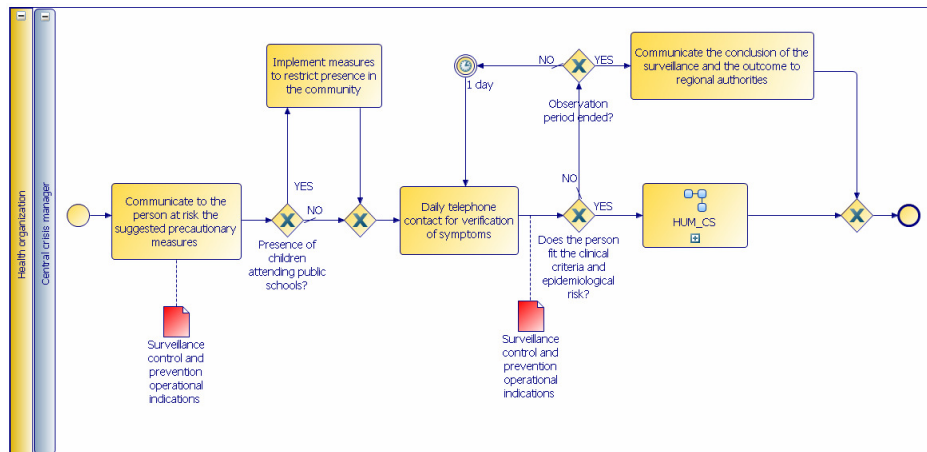 Health organization
Central crisis manager
Communicate to the
person at risk the
suggested precautionary
measures
Surveillance
control and
prevention
operational
indications
Implement measures
to restrict presence in
the community
YES
NO
Presence of
children
attending public
schools?
1 day
Daily telephone
contact for verification
of symptoms
Surveillance
control and
prevention
operational
indications
NO
YES
Observation
period ended?
NO
YES
Does the person
fit the clinical
criteria and
epidemiological
risk?
Communicate the conclusion of the
surveillance and the outcome to
regional authorities
HUM_CS